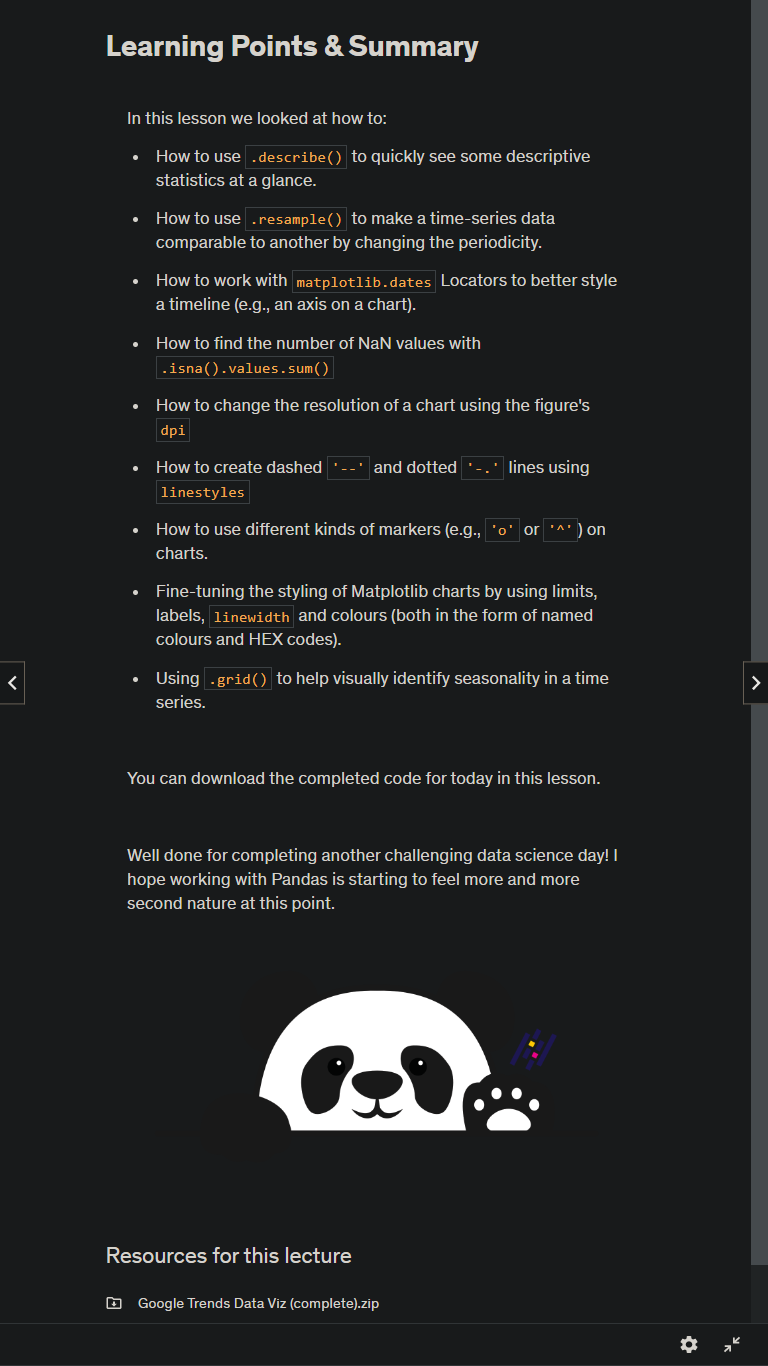 Learning Points & Summary
In this lesson we looked at how to:
• How to use .describe() to quickly see some descriptive
statistics at a glance.
• How to use .resample() to make a time-series data
comparable to another by changing the periodicity.
• How to work with matplotlib.dates Locators to better style
a timeline (e.g., an axis on a chart).
• How to find the number of NaN values with
.isna().values.sum()
• How to change the resolution of a chart using the figure's
dpi
• How to create dashed '--' and dotted '-.' lines using
linestyles
• How to use different kinds of markers (e.g., 'o' or '^') on
charts.
• Fine-tuning the styling of Matplotlib charts by using limits,
labels, linewidth and colours (both in the form of named
colours and HEX codes).
• Using .grid() to help visually identify seasonality in a time
series.
You can download the completed code for today in this lesson.
Well done for completing another challenging data science day! I
hope working with Pandas is starting to feel more and more
second nature at this point.
Resources for this lecture
Google Trends Data Viz (complete).zip